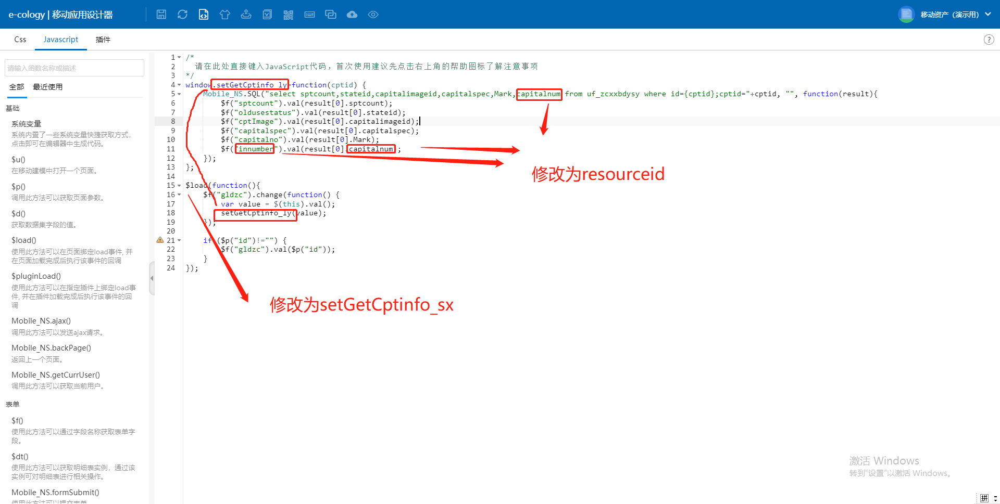 e-cology | 移动应用设计器
移动资产（演示用）
Css Javascript 插件
?
请输入函数名称或描述
全部 最近使用
基础
系统变量
系统内置了一些系统变量快捷获取方式，
点击即可在编辑器中生成代码。
$u()
在移动建模中打开一个页面。
$p()
调用此方法可以获取页面参数。
$d()
获取数据集字段的值。
$load()
使用此方法可以在页面绑定load事件, 并
在页面加载完成后执行该事件的回调
$pluginLoad()
使用此方法可以在指定插件上绑定load事
件, 并在插件加载完成后执行该事件的回
调
Mobile_NS.ajax()
调用此方法可以发送ajax请求。
Mobile_NS.backPage()
返回上一个页面。
Mobile_NS.getCurrUser()
调用此方法可以获取当前用户。
表单
$f()
使用此方法可以通过字段名称获取表单字
段。
$dt()
使用此方法可以获取明细表实例，通过该
实例可对明细表进行相关操作。
Mobile_NS.formSubmit()
使用此方法可以提交表单
1 /*
2 请在此处直接键入JavaScript代码，首次使用建议先点击右上角的帮助图标了解注意事项
3 */
4 window.setGetCptinfo_ly=function(cptid) {
5 Mobile_NS.SQL("select sptcount,stateid,capitalimageid,capitalspec,Mark,capitalnum from uf_zcxxbdysy where id={cptid};cptid="+cptid, "", function(result){
6 $f("sptcount").val(result[0].sptcount);
7 $f("oldusestatus").val(result[0].stateid);
8 $f("cptImage").val(result[0].capitalimageid);
9 $f("capitalspec").val(result[0].capitalspec);
10 $f("capitalno").val(result[0].Mark);
11 $f("innumber").val(result[0].capitalnum);
12 });
13 };
14
15 $load(function(){
16 $f("gldzc").change(function() {
17 var value = $(this).val();
18 setGetCptinfo_ly(value);
19 });
20
21 if ($p("id")!="") {
22 $f("gldzc").val($p("id"));
23 }
24 });
修改为resourceid
修改为setGetCptinfo_sx
激活 Windows
转到"设置"以激活 Windows。
拼